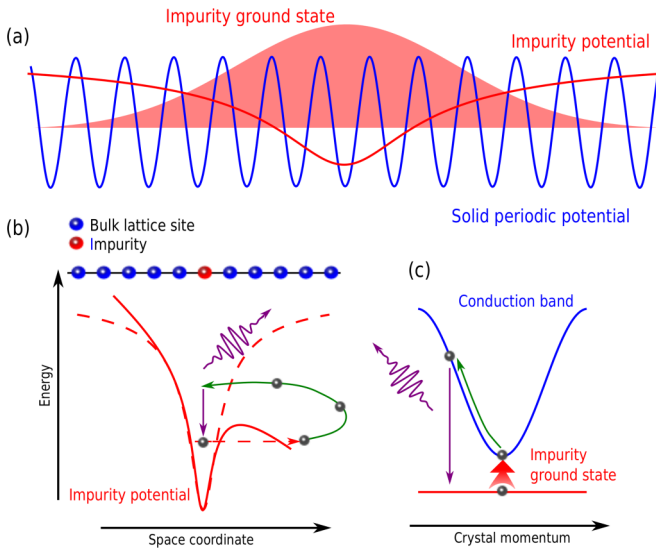 (a)
Impurity ground state
Impurity potential
Solid periodic potential
(b)
Bulk lattice site
Impurity
Energy
Impurity potential
Space coordinate
(c)
Conduction band
Impurity
ground state
Crystal momentum